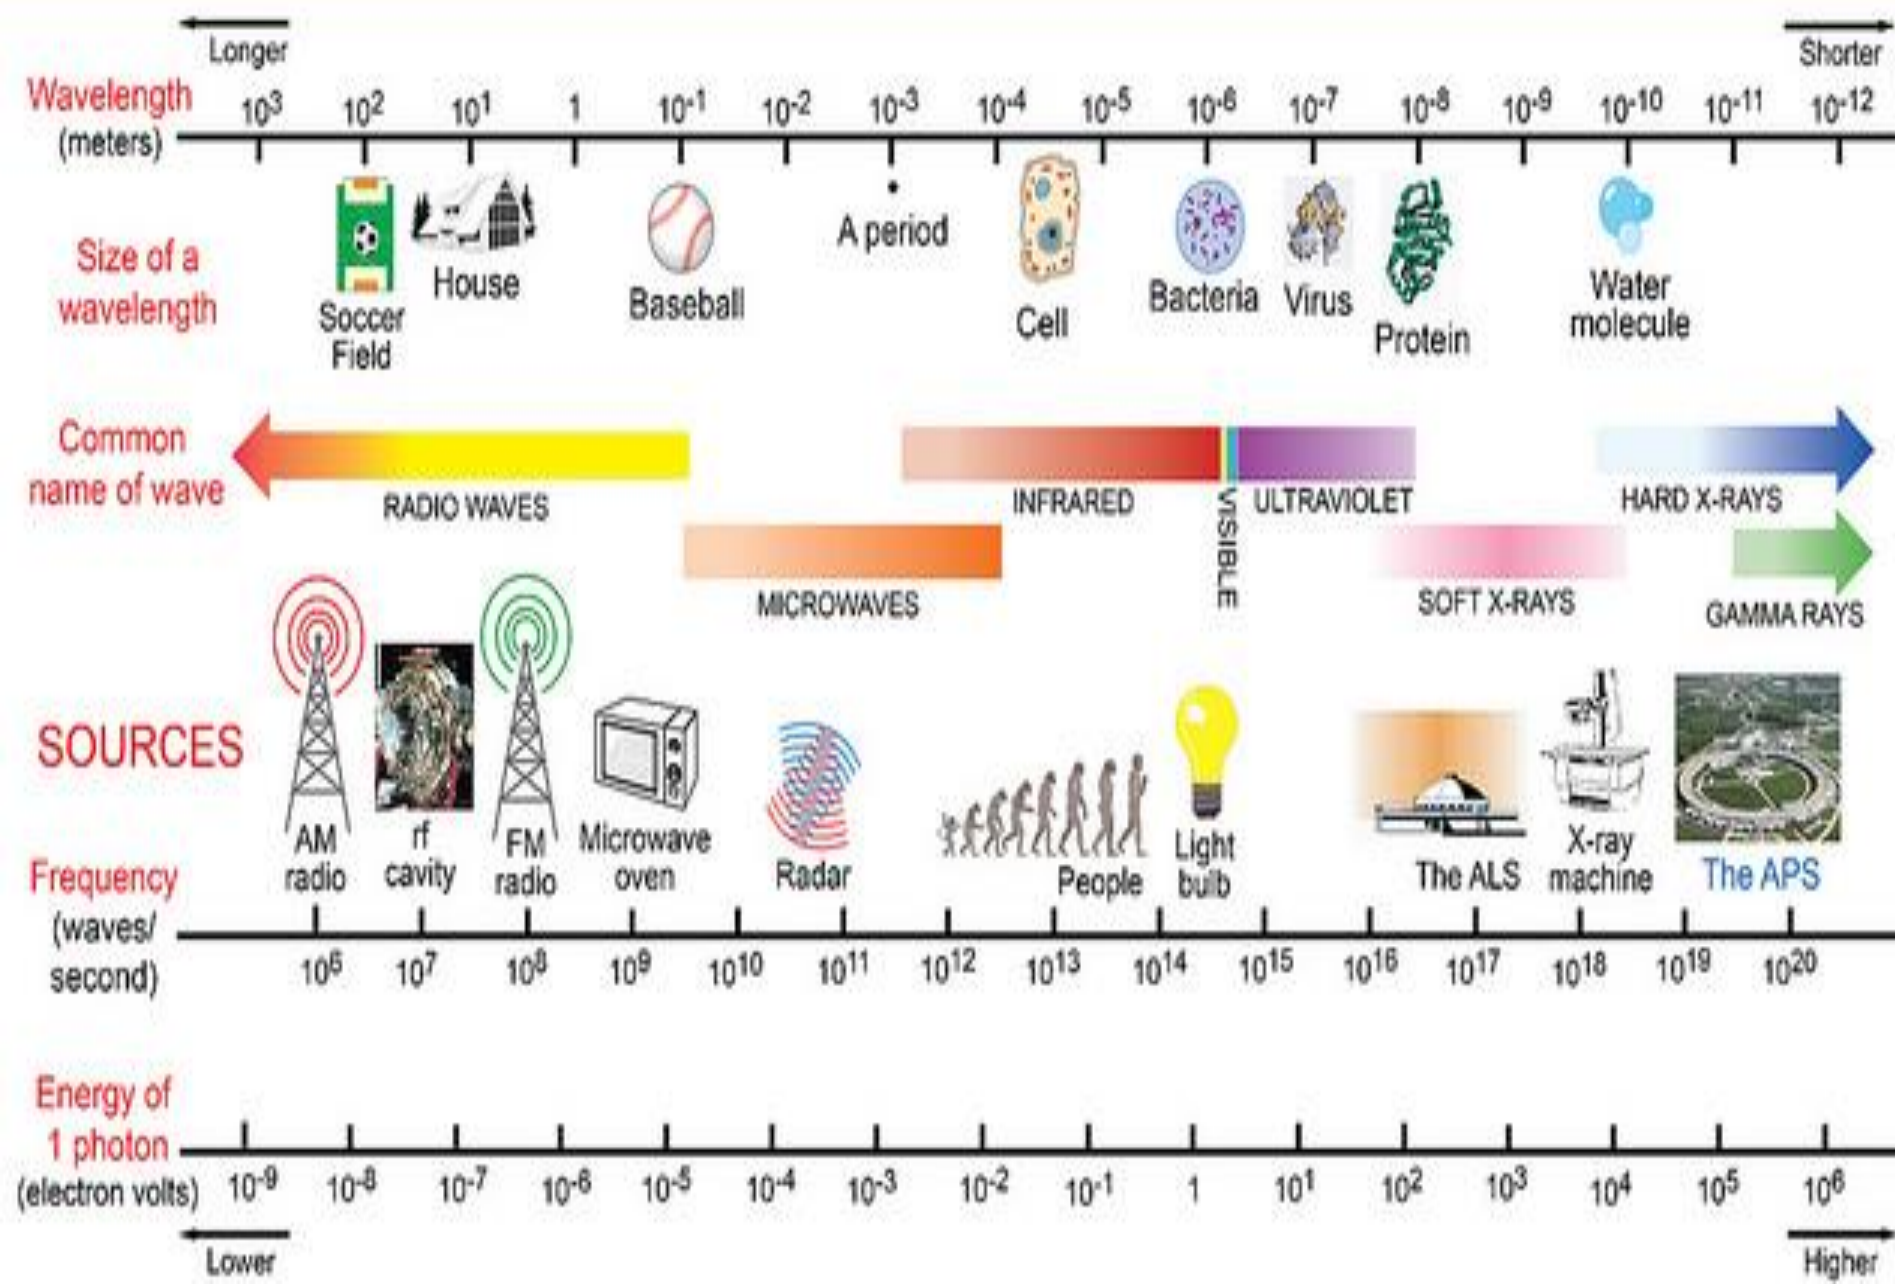 Longer
Shorter
Wavelength
(meters)
10³ 10² 10¹ 1 10⁻¹ 10⁻² 10⁻³ 10⁻⁴ 10⁻⁵ 10⁻⁶ 10⁻⁷ 10⁻⁸ 10⁻⁹ 10⁻¹⁰ 10⁻¹¹ 10⁻¹²
Size of a
wavelength
Soccer
Field
House
Baseball
A period
Cell
Bacteria
Virus
Protein
Water
molecule
Common
name of wave
RADIO WAVES
MICROWAVES
INFRARED
VISIBLE
ULTRAVIOLET
SOFT X-RAYS
HARD X-RAYS
GAMMA RAYS
SOURCES
AM
radio
rf
cavity
FM
radio
Microwave
oven
Radar
People
Light
bulb
The ALS
X-ray
machine
The APS
Frequency
(waves/
second)
10⁶ 10⁷ 10⁸ 10⁹ 10¹⁰ 10¹¹ 10¹² 10¹³ 10¹⁴ 10¹⁵ 10¹⁶ 10¹⁷ 10¹⁸ 10¹⁹ 10²⁰
Energy of
1 photon
(electron volts)
10⁻⁹ 10⁻⁸ 10⁻⁷ 10⁻⁶ 10⁻⁵ 10⁻⁴ 10⁻³ 10⁻² 10⁻¹ 1 10¹ 10² 10³ 10⁴ 10⁵ 10⁶
Lower
Higher